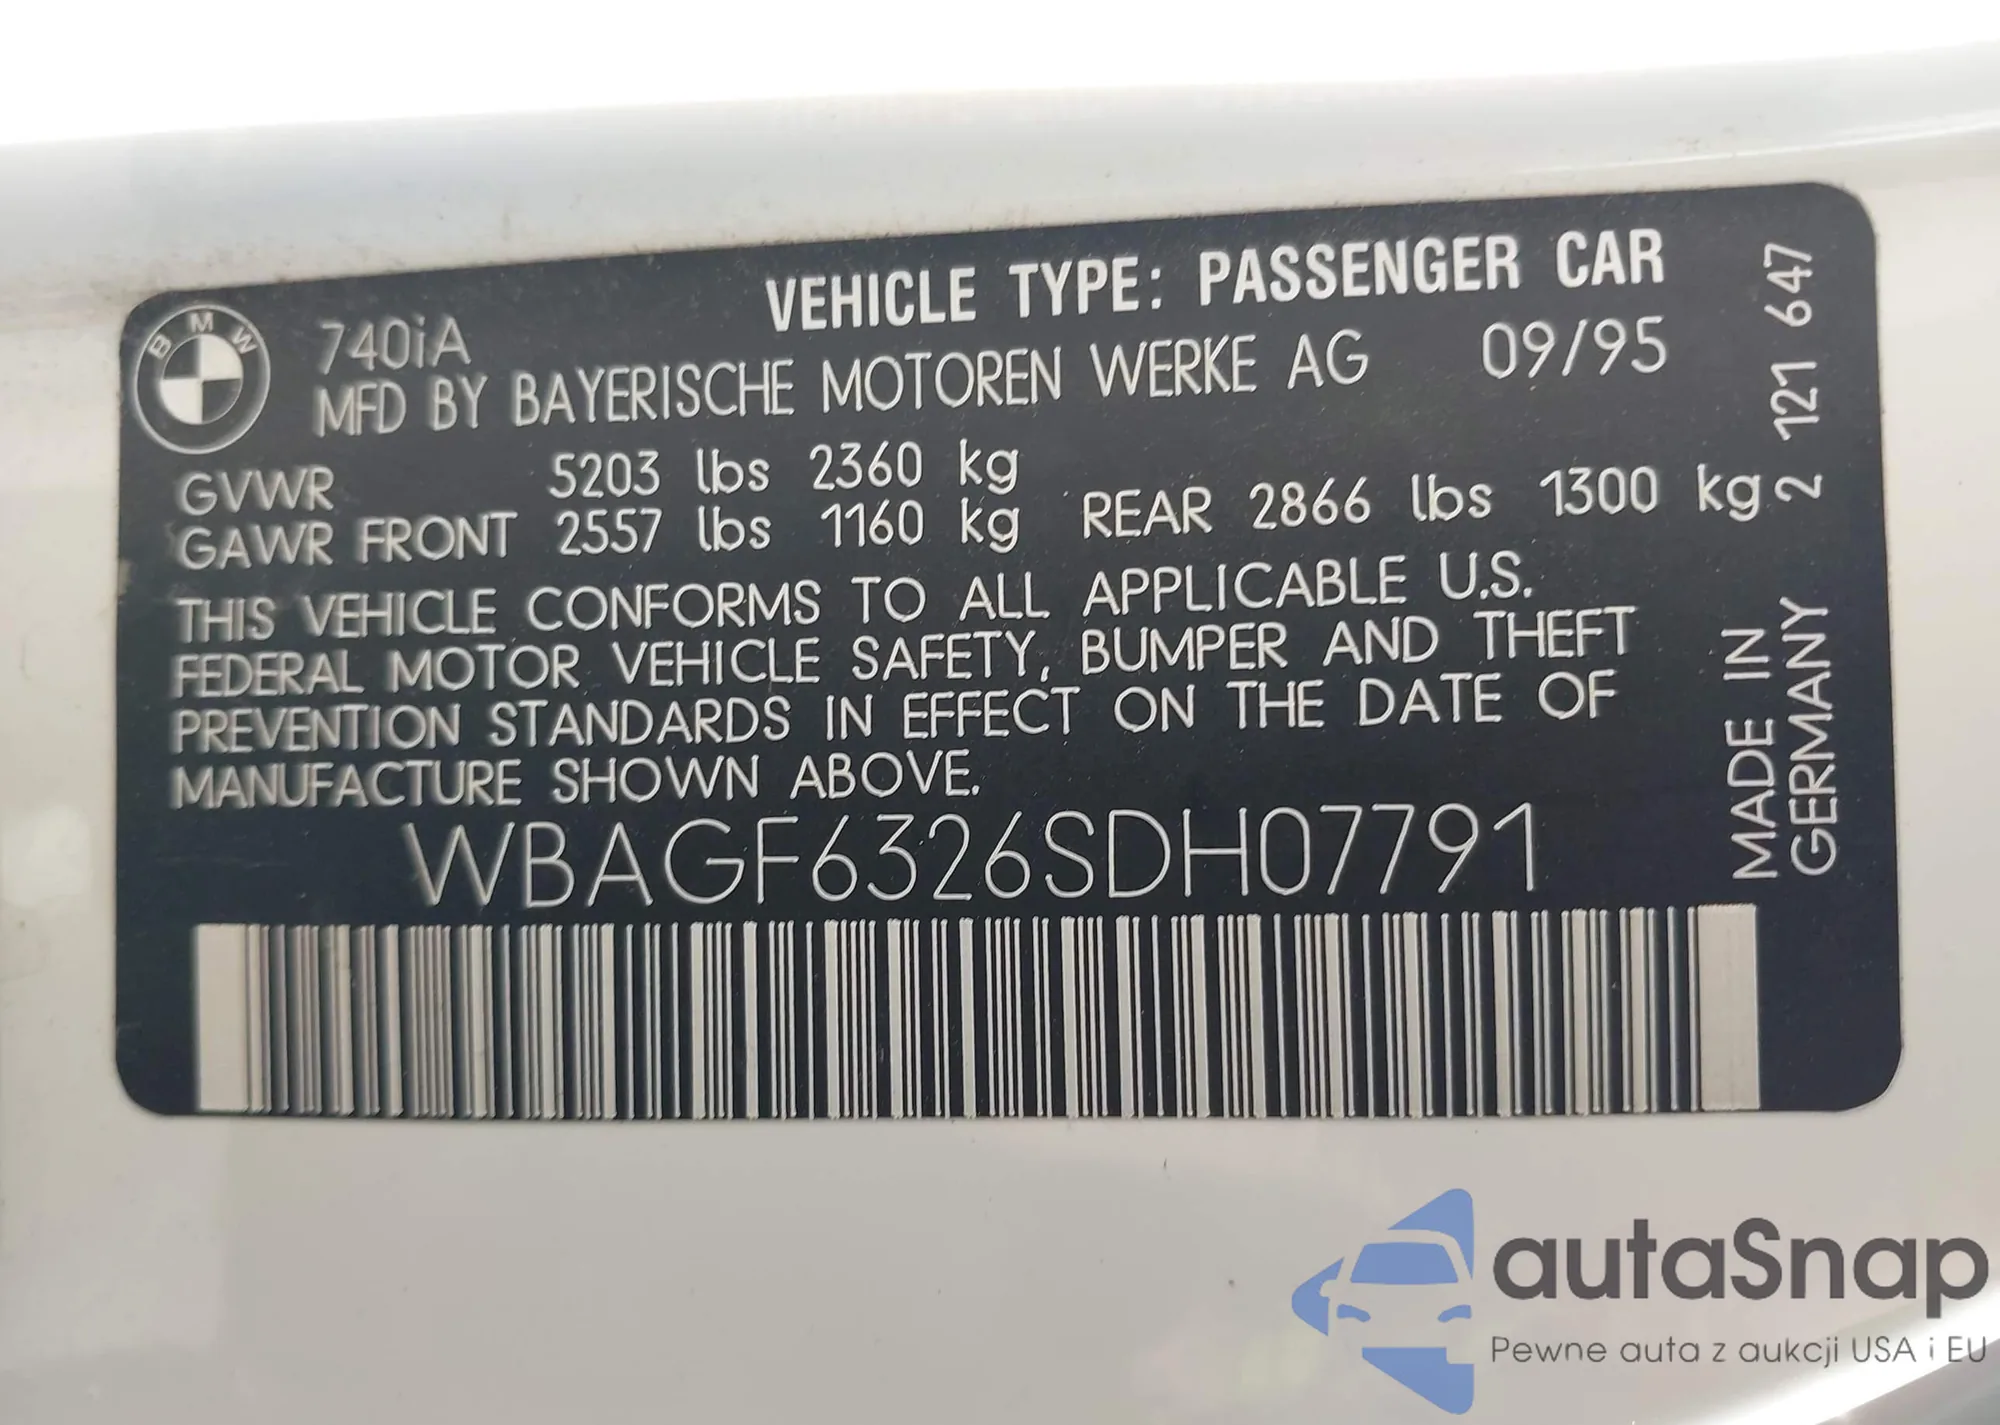 VEHICLE TYPE: PASSENGER CAR
BMW
740iA
MFD BY BAYERISCHE MOTOREN WERKE AG 09/95
GVWR 5203 lbs 2360 kg
GAWR FRONT 2557 lbs 1160 kg REAR 2866 lbs 1300 kg
THIS VEHICLE CONFORMS TO ALL APPLICABLE U.S.
FEDERAL MOTOR VEHICLE SAFETY, BUMPER AND THEFT
PREVENTION STANDARDS IN EFFECT ON THE DATE OF
MANUFACTURE SHOWN ABOVE.
WBAGF6326SDH07791
MADE IN
GERMANY
2 121 647
autaSnap
Pewne auta z aukcji USA i EU